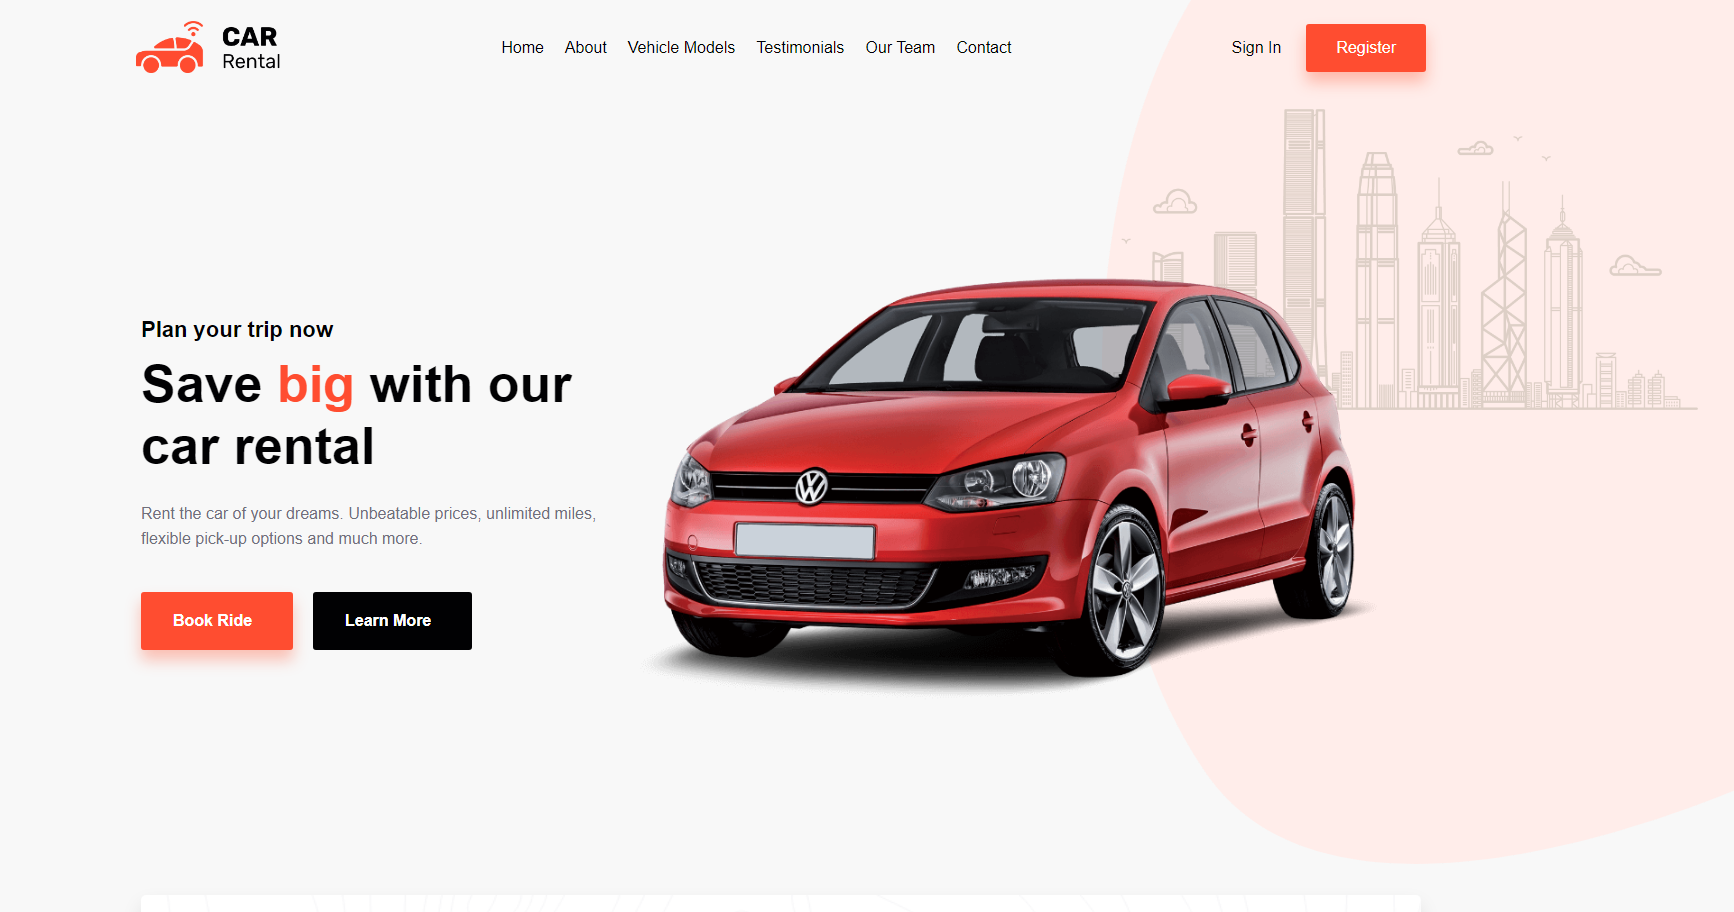 CAR
Rental
Home About Vehicle Models Testimonials Our Team Contact
Sign In Register
Plan your trip now
Save big with our
car rental
Rent the car of your dreams. Unbeatable prices, unlimited miles,
flexible pick-up options and much more.
Book Ride Learn More
VW